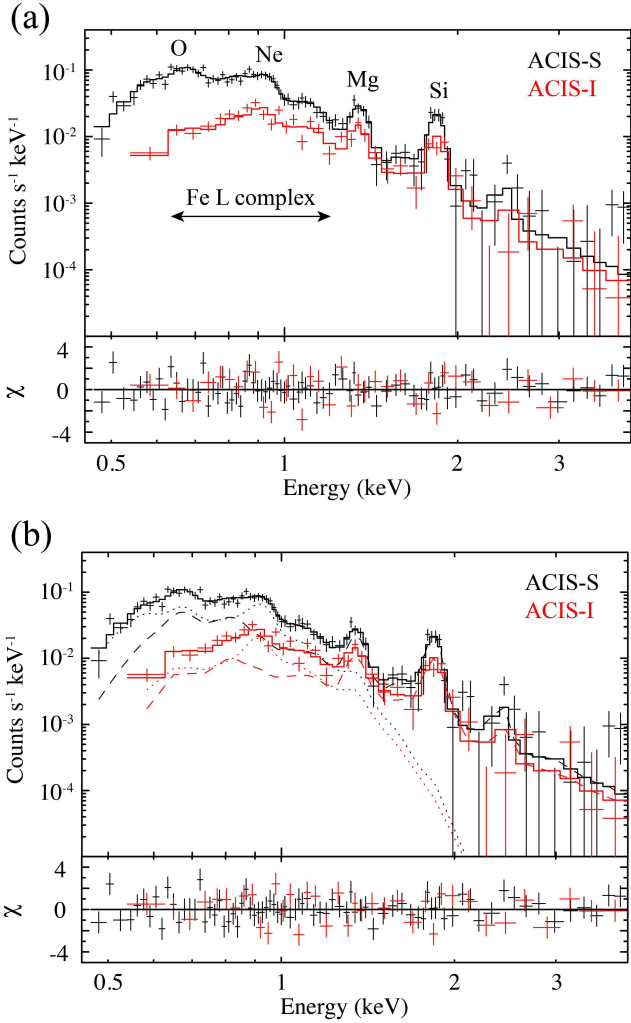 (a)
O
Ne
Mg
Si
ACIS-S
ACIS-I
Fe L complex
Counts s⁻¹ keV⁻¹
10⁻¹
10⁻²
10⁻³
10⁻⁴
χ
4
0
-4
0.5
1
2
3
Energy (keV)
(b)
ACIS-S
ACIS-I
Counts s⁻¹ keV⁻¹
10⁻¹
10⁻²
10⁻³
10⁻⁴
χ
4
0
-4
0.5
1
2
3
Energy (keV)